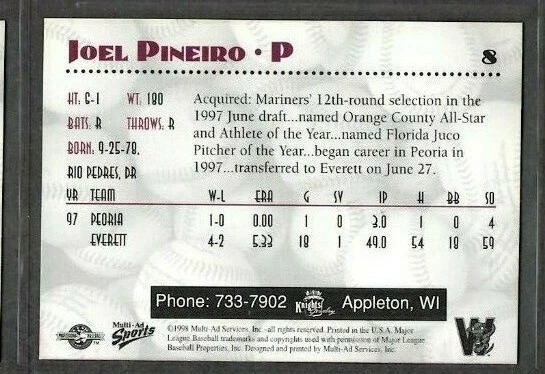 JOEL PINEIRO • P 8
HT: 6-1 WT: 180
BATS: R THROWS: R
BORN: 9-25-78,
RIO PEDRES, DR
Acquired: Mariners' 12th-round selection in the
1997 June draft...named Orange County All-Star
and Athlete of the Year...named Florida Juco
Pitcher of the Year...began career in Peoria in
1997...transferred to Everett on June 27.
YR TEAM W-L ERA G SV IP H BB SO
97 PEORIA 1-0 0.00 1 0 3.0 1 0 4
EVERETT 4-2 5.33 18 1 49.0 54 18 59
Phone: 733-7902 Knights Appleton, WI
Multi-Ad Sports
©1998 Multi-Ad Services, Inc. all rights reserved. Printed in the U.S.A. Major
League Baseball trademarks and copyrights used with permission of Major League
Baseball Properties, Inc. Designed and printed by Multi-Ad Services, Inc.
W